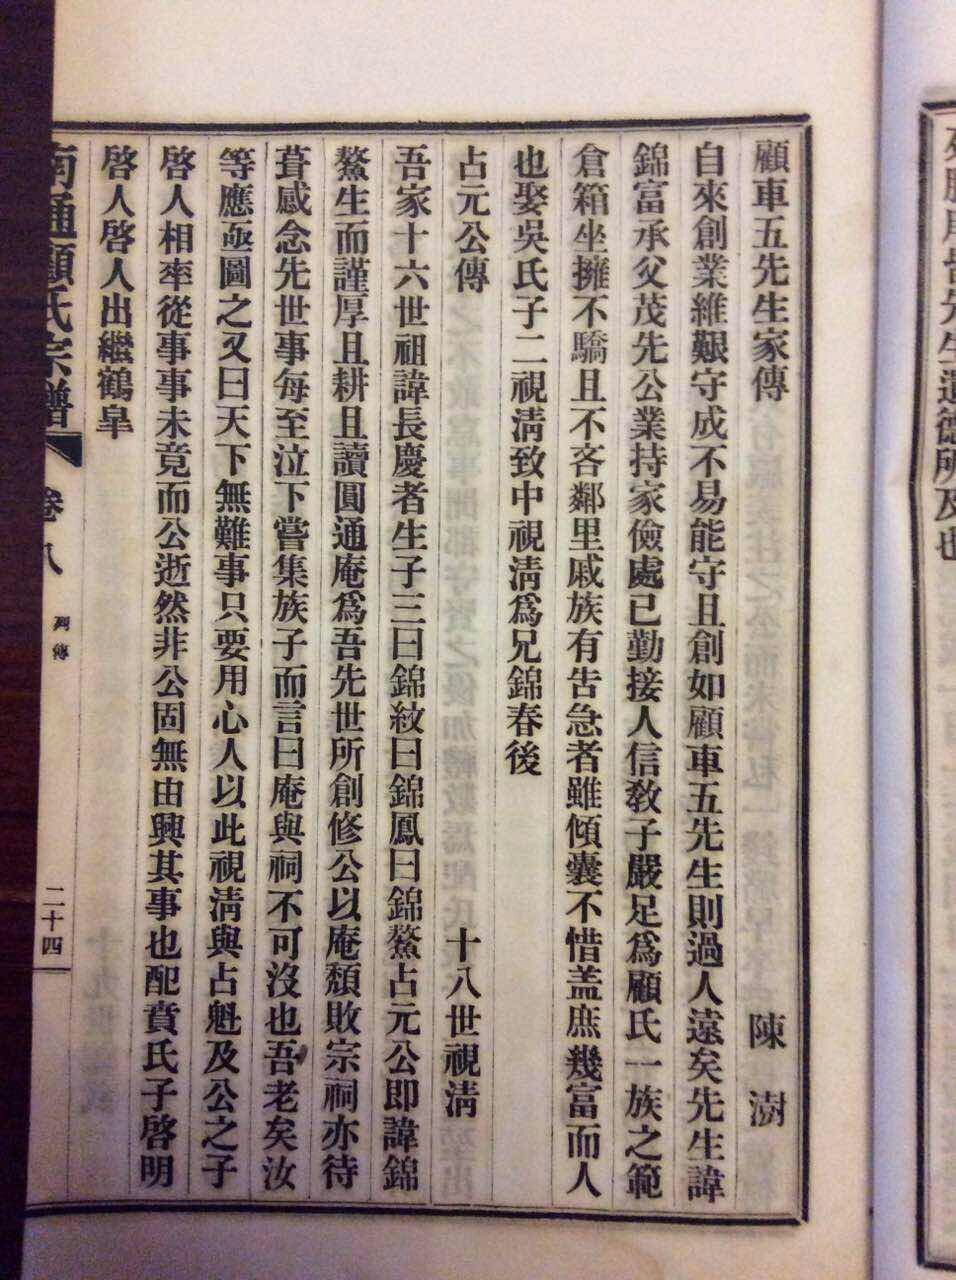 顧車五先生家傳　陳澍
自來創業維艱守成不易能守且創如顧車五先生則過人遠矣先生諱
錦富承父茂先公業持家儉處已勤接人信敎子嚴足爲顧氏一族之範
倉箱坐擁不驕且不吝鄰里戚族有告急者雖傾囊不惜盖庶幾富而人
也娶吳氏子二視淸致中視淸爲兄錦春後
占元公傳　十八世視淸
吾家十六世祖諱長慶者生子三曰錦紋曰錦鳳曰錦鰲占元公即諱錦
鰲生而謹厚且耕且讀圓通庵爲吾先世所創修公以庵頹敗宗祠亦待
葺感念先世事每至泣下嘗集族子而言曰庵與祠不可沒也吾老矣汝
等應亟圖之又曰天下無難事只要用心人以此視淸與占魁及公之子
啓人相率從事事未竟而公逝然非公固無由興其事也配賁氏子啓明
啓人啓人出繼鶴皐
南通顧氏宗譜　卷八　列傳　二十四
先生遺德所及也